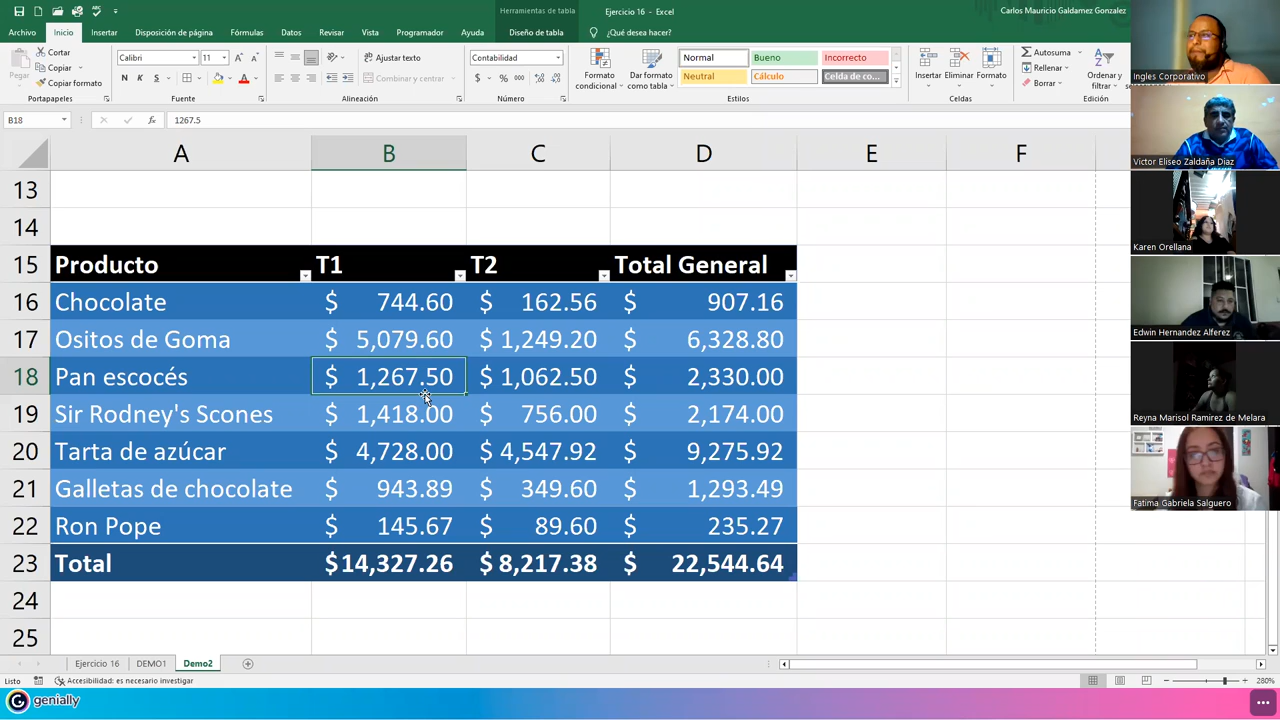 Herramientas de tabla
Ejercicio 16 - Excel
Carlos Mauricio Galdamez Gonzalez
Archivo Inicio Insertar Disposición de página Fórmulas Datos Revisar Vista Programador Ayuda Diseño de tabla ¿Qué desea hacer?
Pegar
Cortar
Copiar
Copiar formato
Portapapeles
Calibri 11
N K S
Fuente
Ajustar texto
Combinar y centrar
Alineación
Contabilidad
$ % 000
Número
Formato condicional
Dar formato como tabla
Normal Bueno Incorrecto
Neutral Cálculo Celda de co...
Estilos
Insertar Eliminar Formato
Celdas
Autosuma
Rellenar
Borrar
Ordenar y
Edición
B18 fx 1267.5
A B C D E F
13
14
15 Producto T1 T2 Total General
16 Chocolate $ 744.60 $ 162.56 $ 907.16
17 Ositos de Goma $ 5,079.60 $ 1,249.20 $ 6,328.80
18 Pan escocés $ 1,267.50 $ 1,062.50 $ 2,330.00
19 Sir Rodney's Scones $ 1,418.00 $ 756.00 $ 2,174.00
20 Tarta de azúcar $ 4,728.00 $ 4,547.92 $ 9,275.92
21 Galletas de chocolate $ 943.89 $ 349.60 $ 1,293.49
22 Ron Pope $ 145.67 $ 89.60 $ 235.27
23 Total $14,327.26 $ 8,217.38 $ 22,544.64
24
25
Ejercicio 16 DEMO1 Demo2
Listo Accesibilidad: es necesario investigar 280%
genially
Ingles Corporativo
Victor Eliseo Zaldaña Diaz
Karen Orellana
Edwin Hernandez Alferez
Reyna Marisol Ramirez de Melara
Fatima Gabriela Salguero